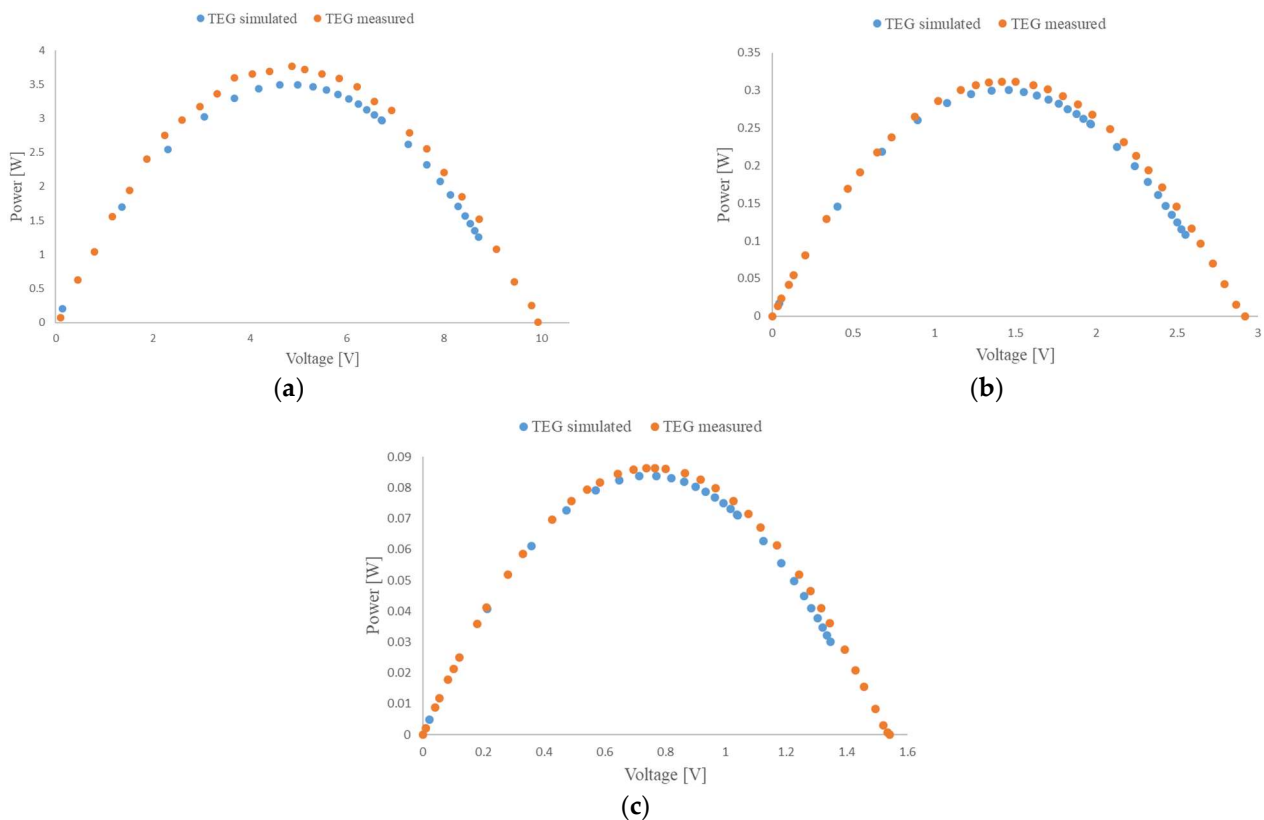 TEG simulated TEG measured
4
3.5
3
2.5
2
1.5
1
0.5
0
Power [W]
0 2 4 6 8 10
Voltage [V]
(a)
TEG simulated TEG measured
0.35
0.3
0.25
0.2
0.15
0.1
0.05
0
Power [W]
0 0.5 1 1.5 2 2.5 3
Voltage [V]
(b)
TEG simulated TEG measured
0.09
0.08
0.07
0.06
0.05
0.04
0.03
0.02
0.01
0
Power [W]
0 0.2 0.4 0.6 0.8 1 1.2 1.4 1.6
Voltage [V]
(c)